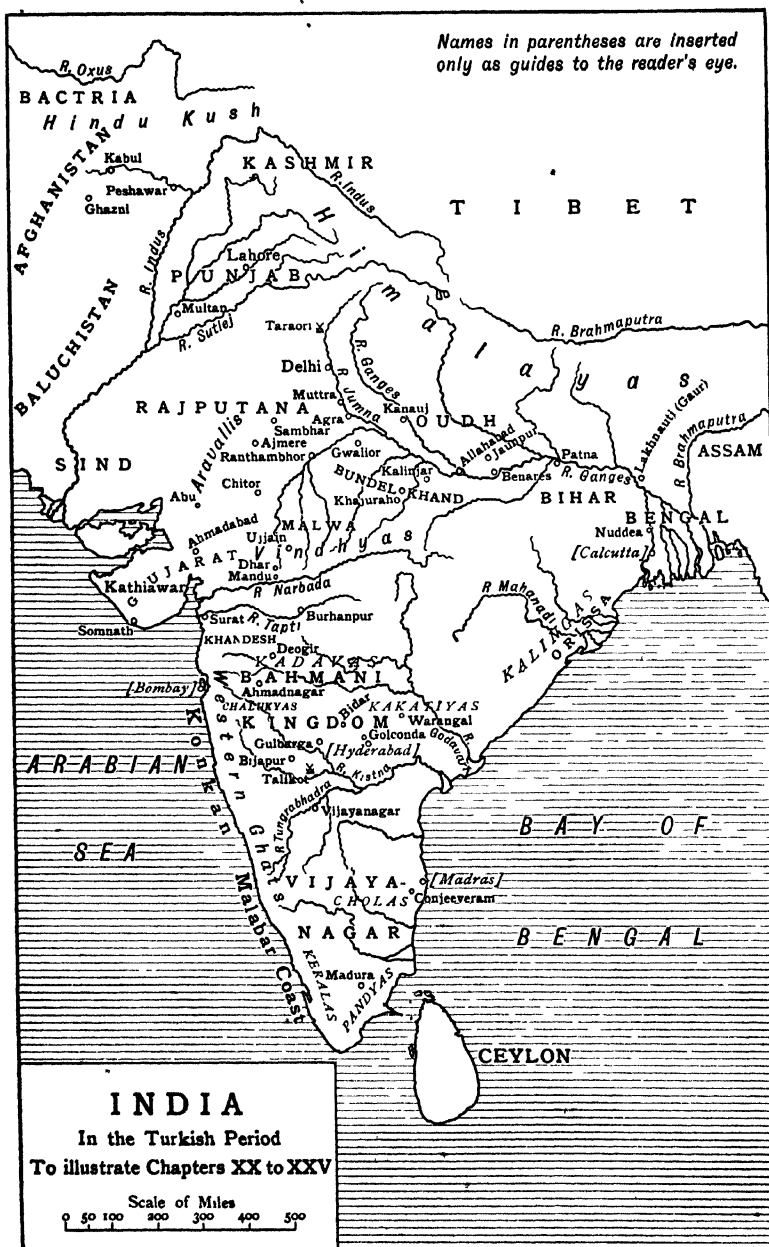 Names in parentheses are inserted
only as guides to the reader's eye.
R. Oxus
BACTRIA
Hindu Kush
AFGHANISTAN
Kabul
Peshawar
Ghazni
KASHMIR
R. Indus
TIBET
Himalayas
R. Indus
Lahore
PUNJAB
Multan
R. Sutlej
BALUCHISTAN
Taraori
R. Brahmaputra
Delhi
R. Ganges
R. Jumna
Muttra
Agra
Kanauj
OUDH
RAJPUTANA
Sambhar
Ajmere
Ranthambhor
Aravallis
Gwalior
Allahabad
Jaunpur
Benares
Patna
R. Ganges
Lakhnauti (Gaur)
R. Brahmaputra
ASSAM
SIND
Abu
Chitor
Kalinjar
BUNDELKHAND
Khajuraho
BIHAR
BENGAL
Nuddea
[Calcutta]
Ahmadabad
MALWA
Ujjain
Vindhyas
GUJARAT
Dhar
Mandu
Kathiawar
R Narbada
R Mahanadi
KALINGAS
ORISSA
Somnath
Surat
R. Tapti
Burhanpur
KHANDESH
Deogir
KADAVAS
BAHMANI
[Bombay]
Ahmadnagar
CHALUKYAS
KAKATIYAS
KINGDOM
Bidar
Warangal
Golconda
R. Godavari
Gulbarga
[Hyderabad]
Bijapur
Talikot
R. Kistna
Western Ghats
Konkan
ARABIAN
SEA
R Tungrabhadra
Vijayanagar
BAY OF
BENGAL
VIJAYA-
NAGAR
[Madras]
CHOLAS
Conjeeveram
Malabar Coast
KERALAS
Madura
PANDYAS
CEYLON
INDIA
In the Turkish Period
To illustrate Chapters XX to XXV
Scale of Miles
0 50 100 200 300 400 500